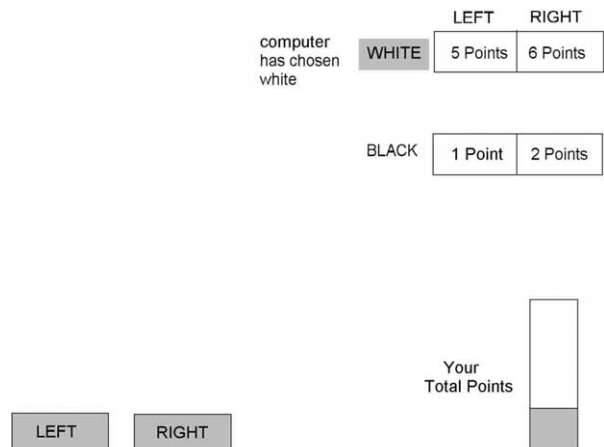 LEFT RIGHT
computer
has chosen
white
WHITE 5 Points 6 Points
BLACK 1 Point 2 Points
Your
Total Points
LEFT RIGHT